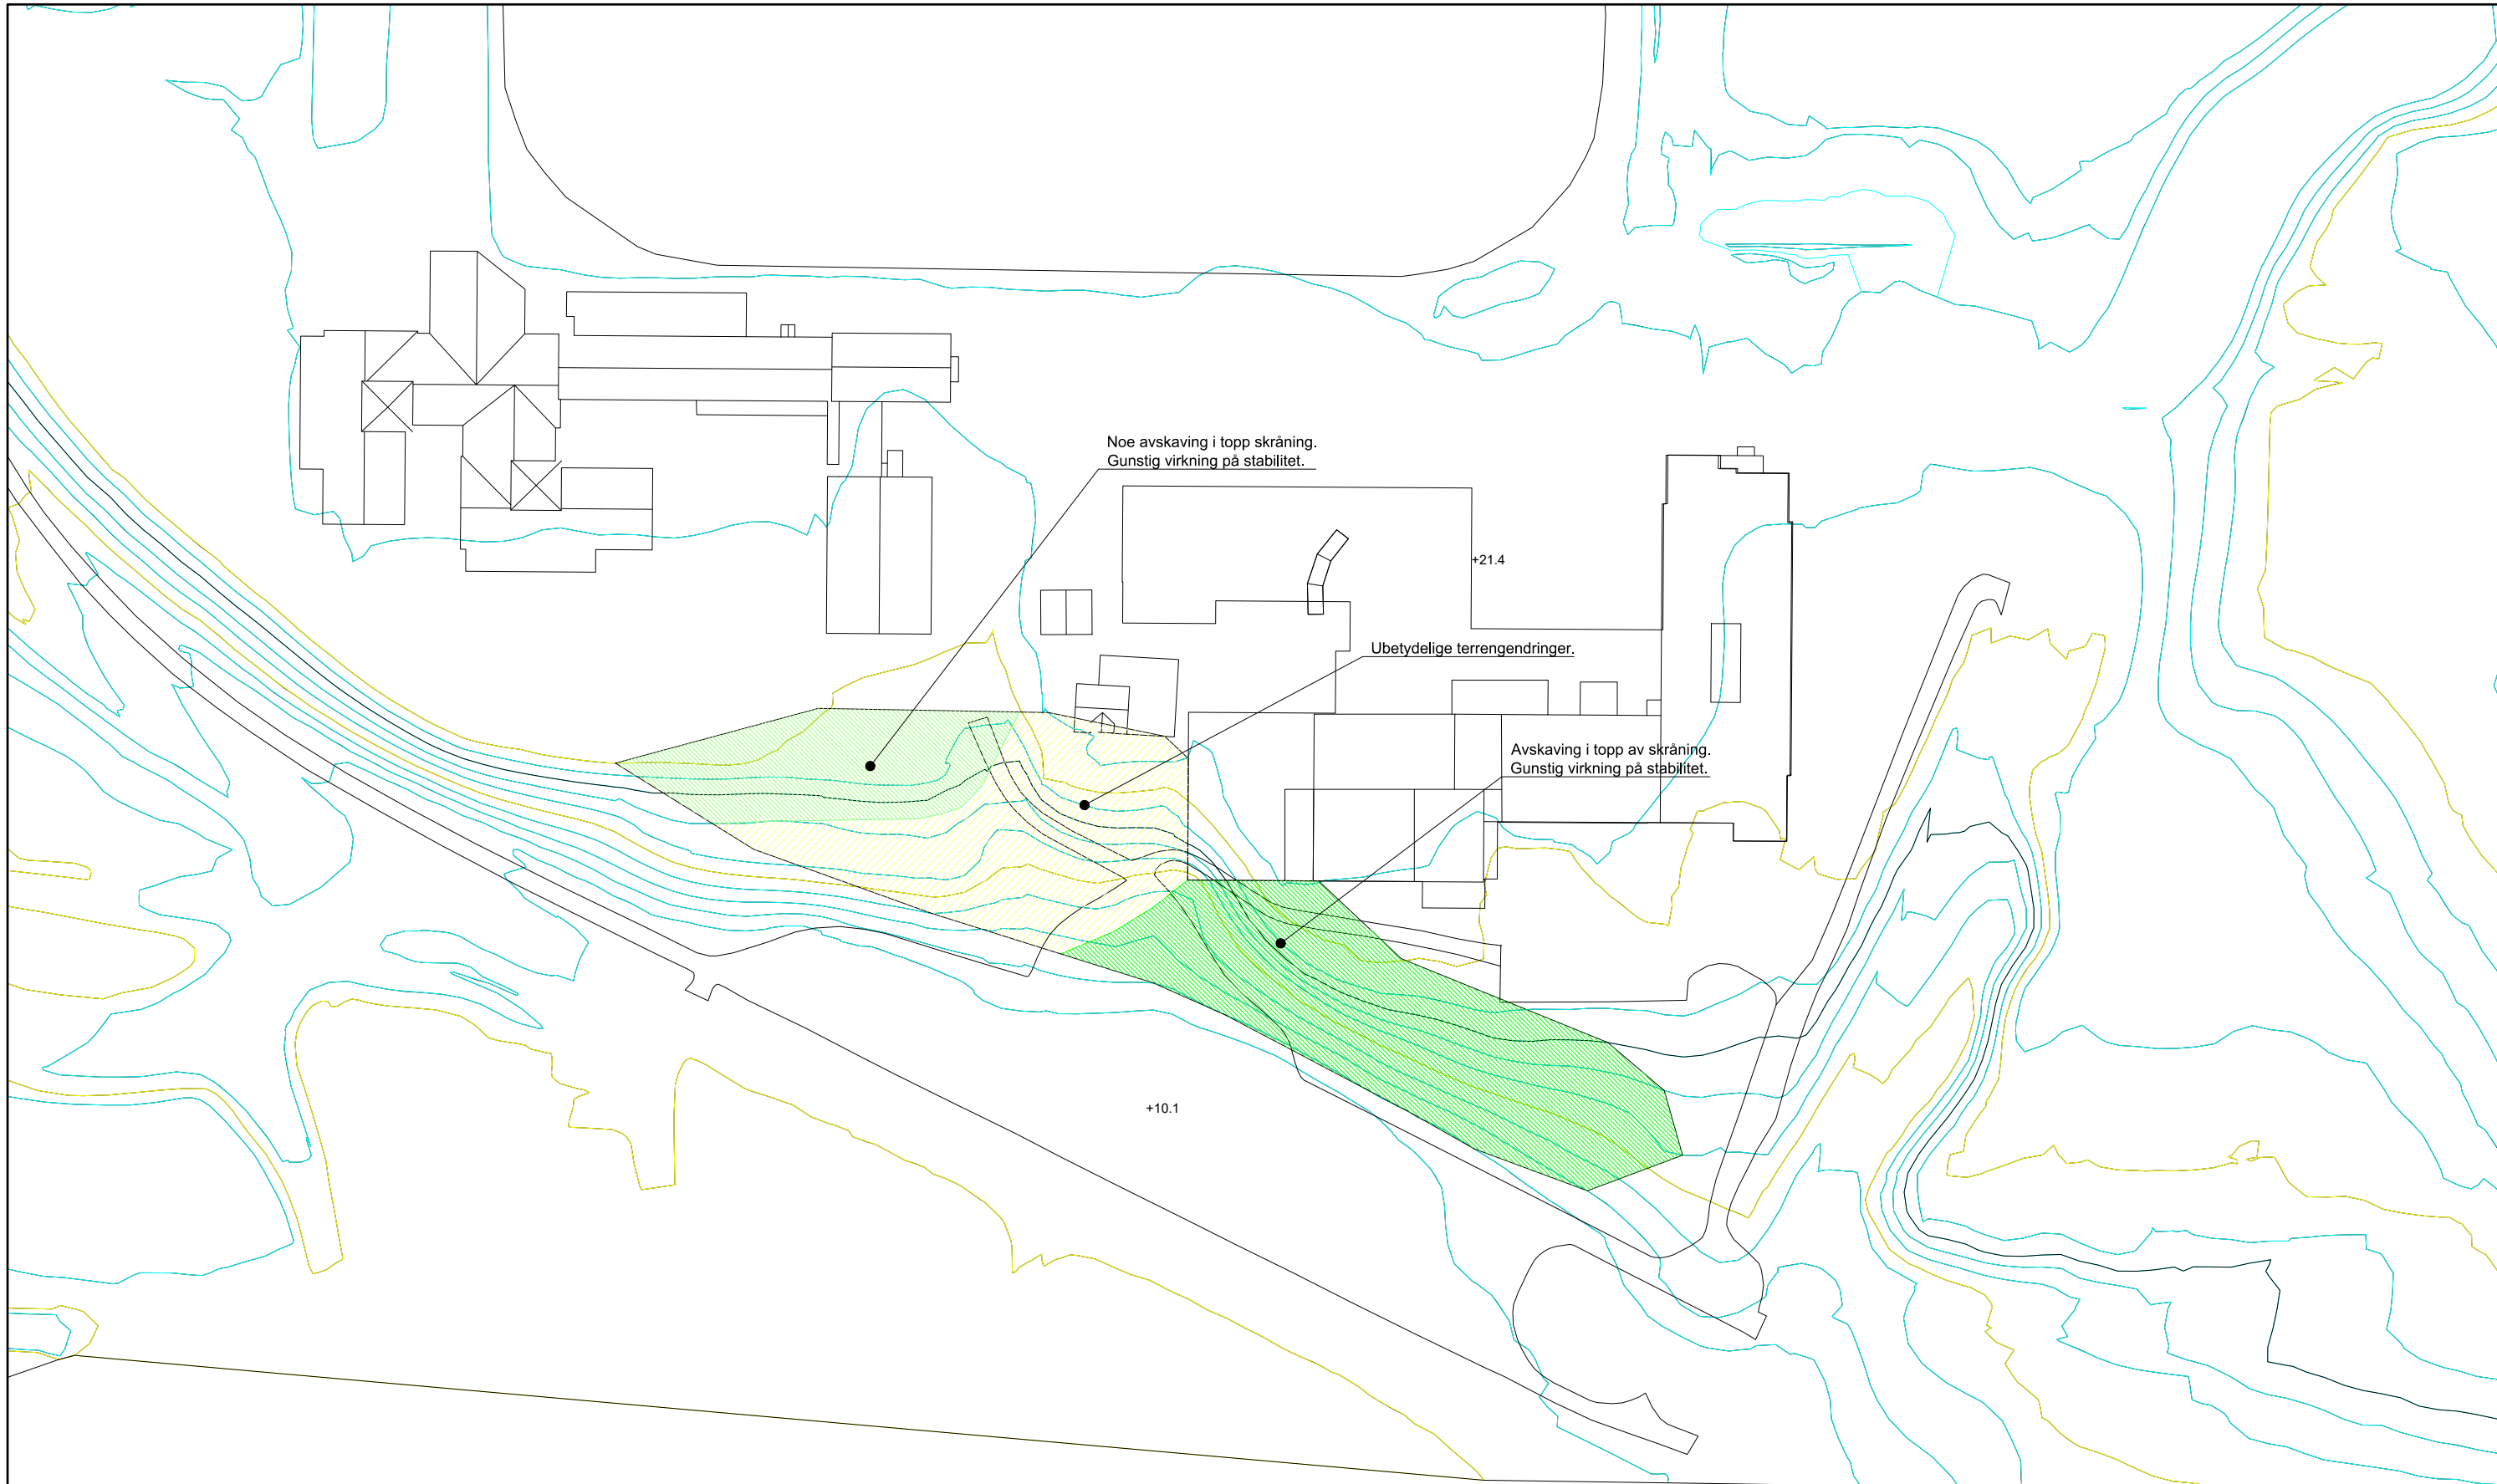 Noe avskaving i topp skråning.
Gunstig virkning på stabilitet.
+21.4
Ubetydelige terrengendringer.
Avskaving i topp av skråning.
Gunstig virkning på stabilitet.
+10.1